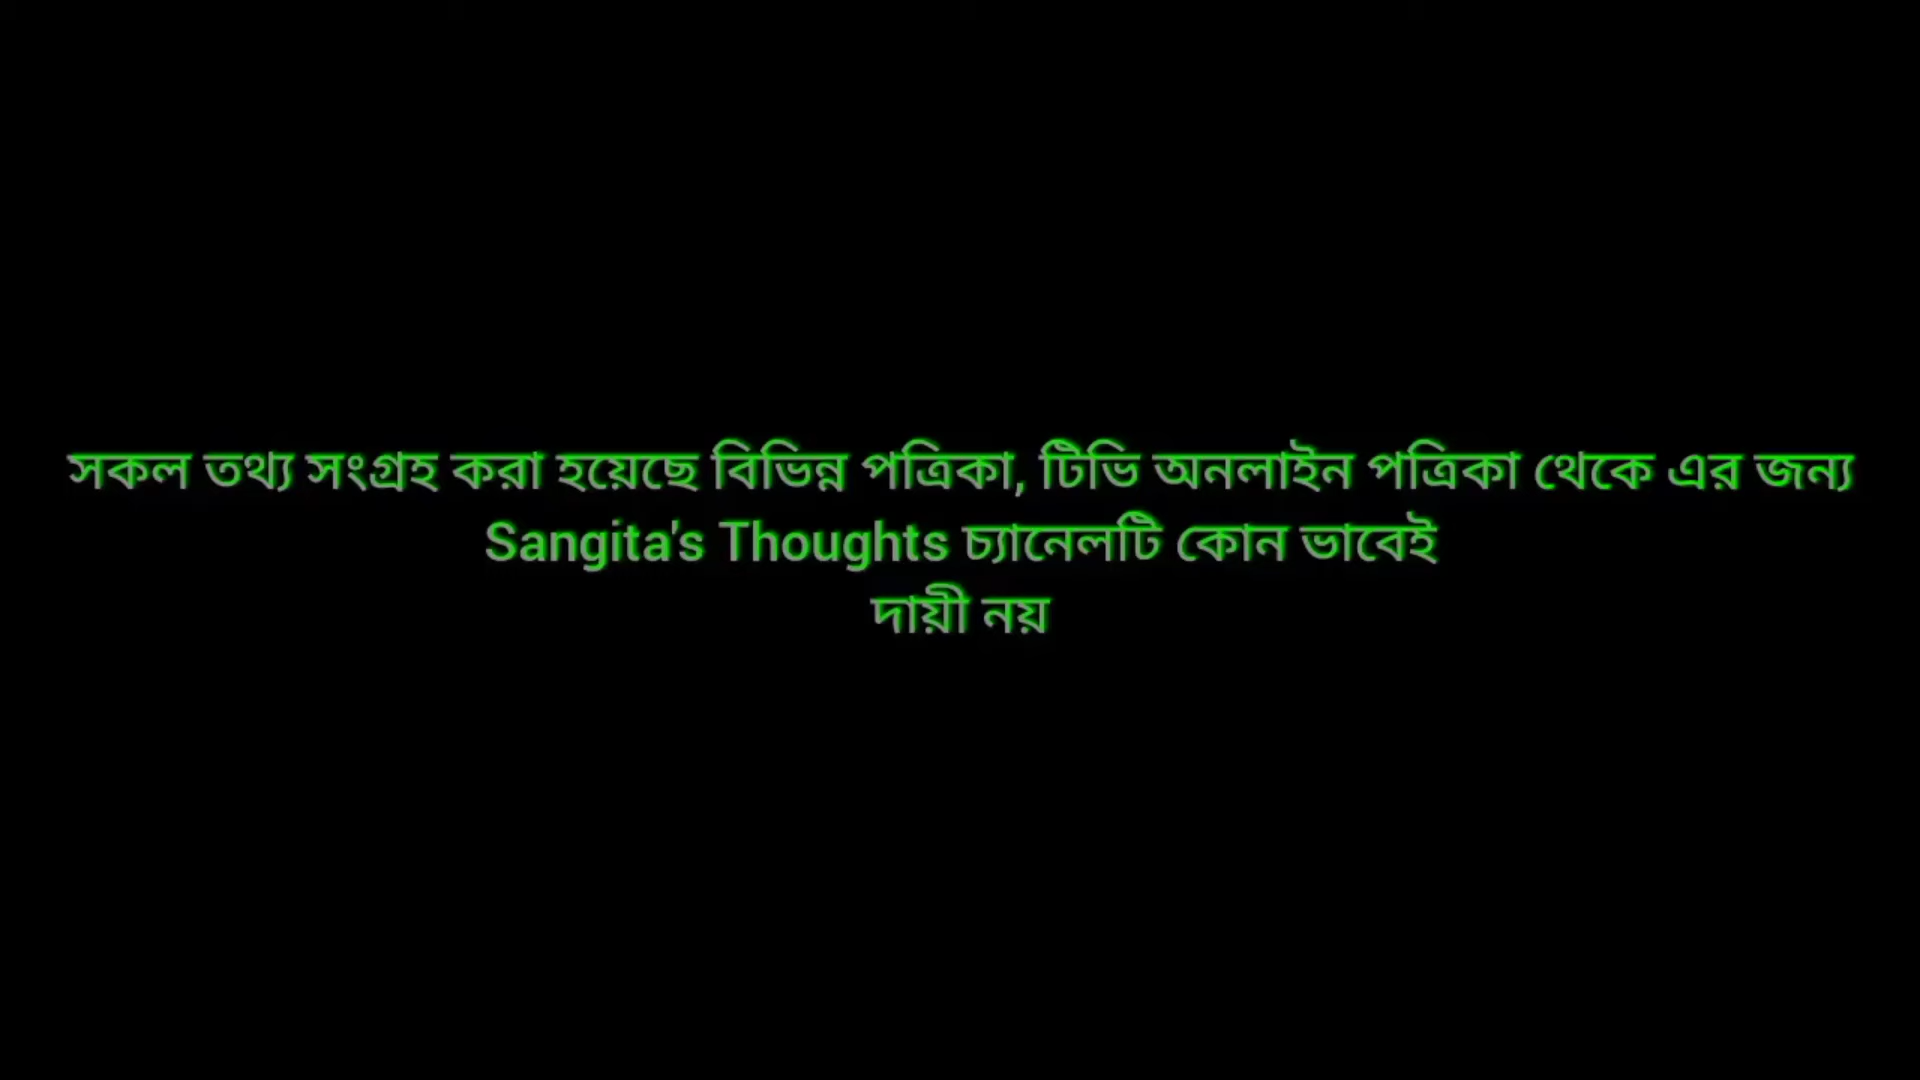 সকল তথ্য সংগ্রহ করা হয়েছে বিভিন্ন পত্রিকা, টিভি অনলাইন পত্রিকা থেকে এর জন্য
Sangita's Thoughts চ্যানেলটি কোন ভাবেই
দায়ী নয়